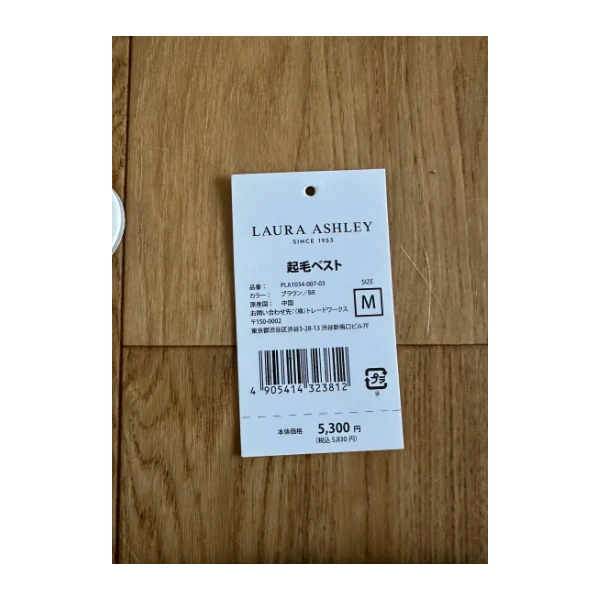 LAURA ASHLEY
SINCE 1953
起毛ベスト
品番： PLA1034-007-03
カラー： ブラウン／BR
原産国： 中国
お問い合わせ先：（株）トレードワークス
〒150-0002
東京都渋谷区渋谷3-28-13 渋谷新南口ビル7F
SIZE
M
4 905414 323812
プラ
本体価格 5,300 円
（税込 5,830 円）